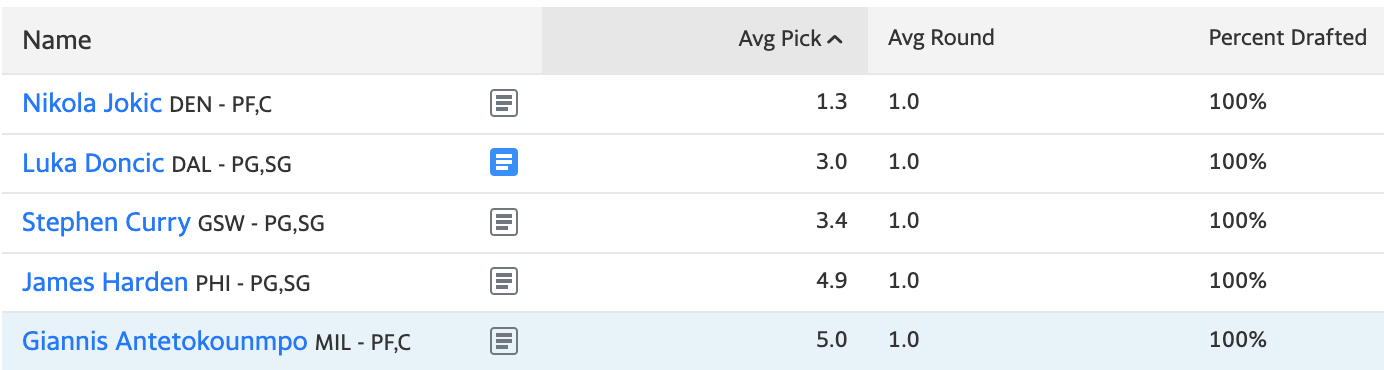 Name Avg Pick Avg Round Percent Drafted
Nikola Jokic DEN - PF,C 1.3 1.0 100%
Luka Doncic DAL - PG,SG 3.0 1.0 100%
Stephen Curry GSW - PG,SG 3.4 1.0 100%
James Harden PHI - PG,SG 4.9 1.0 100%
Giannis Antetokounmpo MIL - PF,C 5.0 1.0 100%